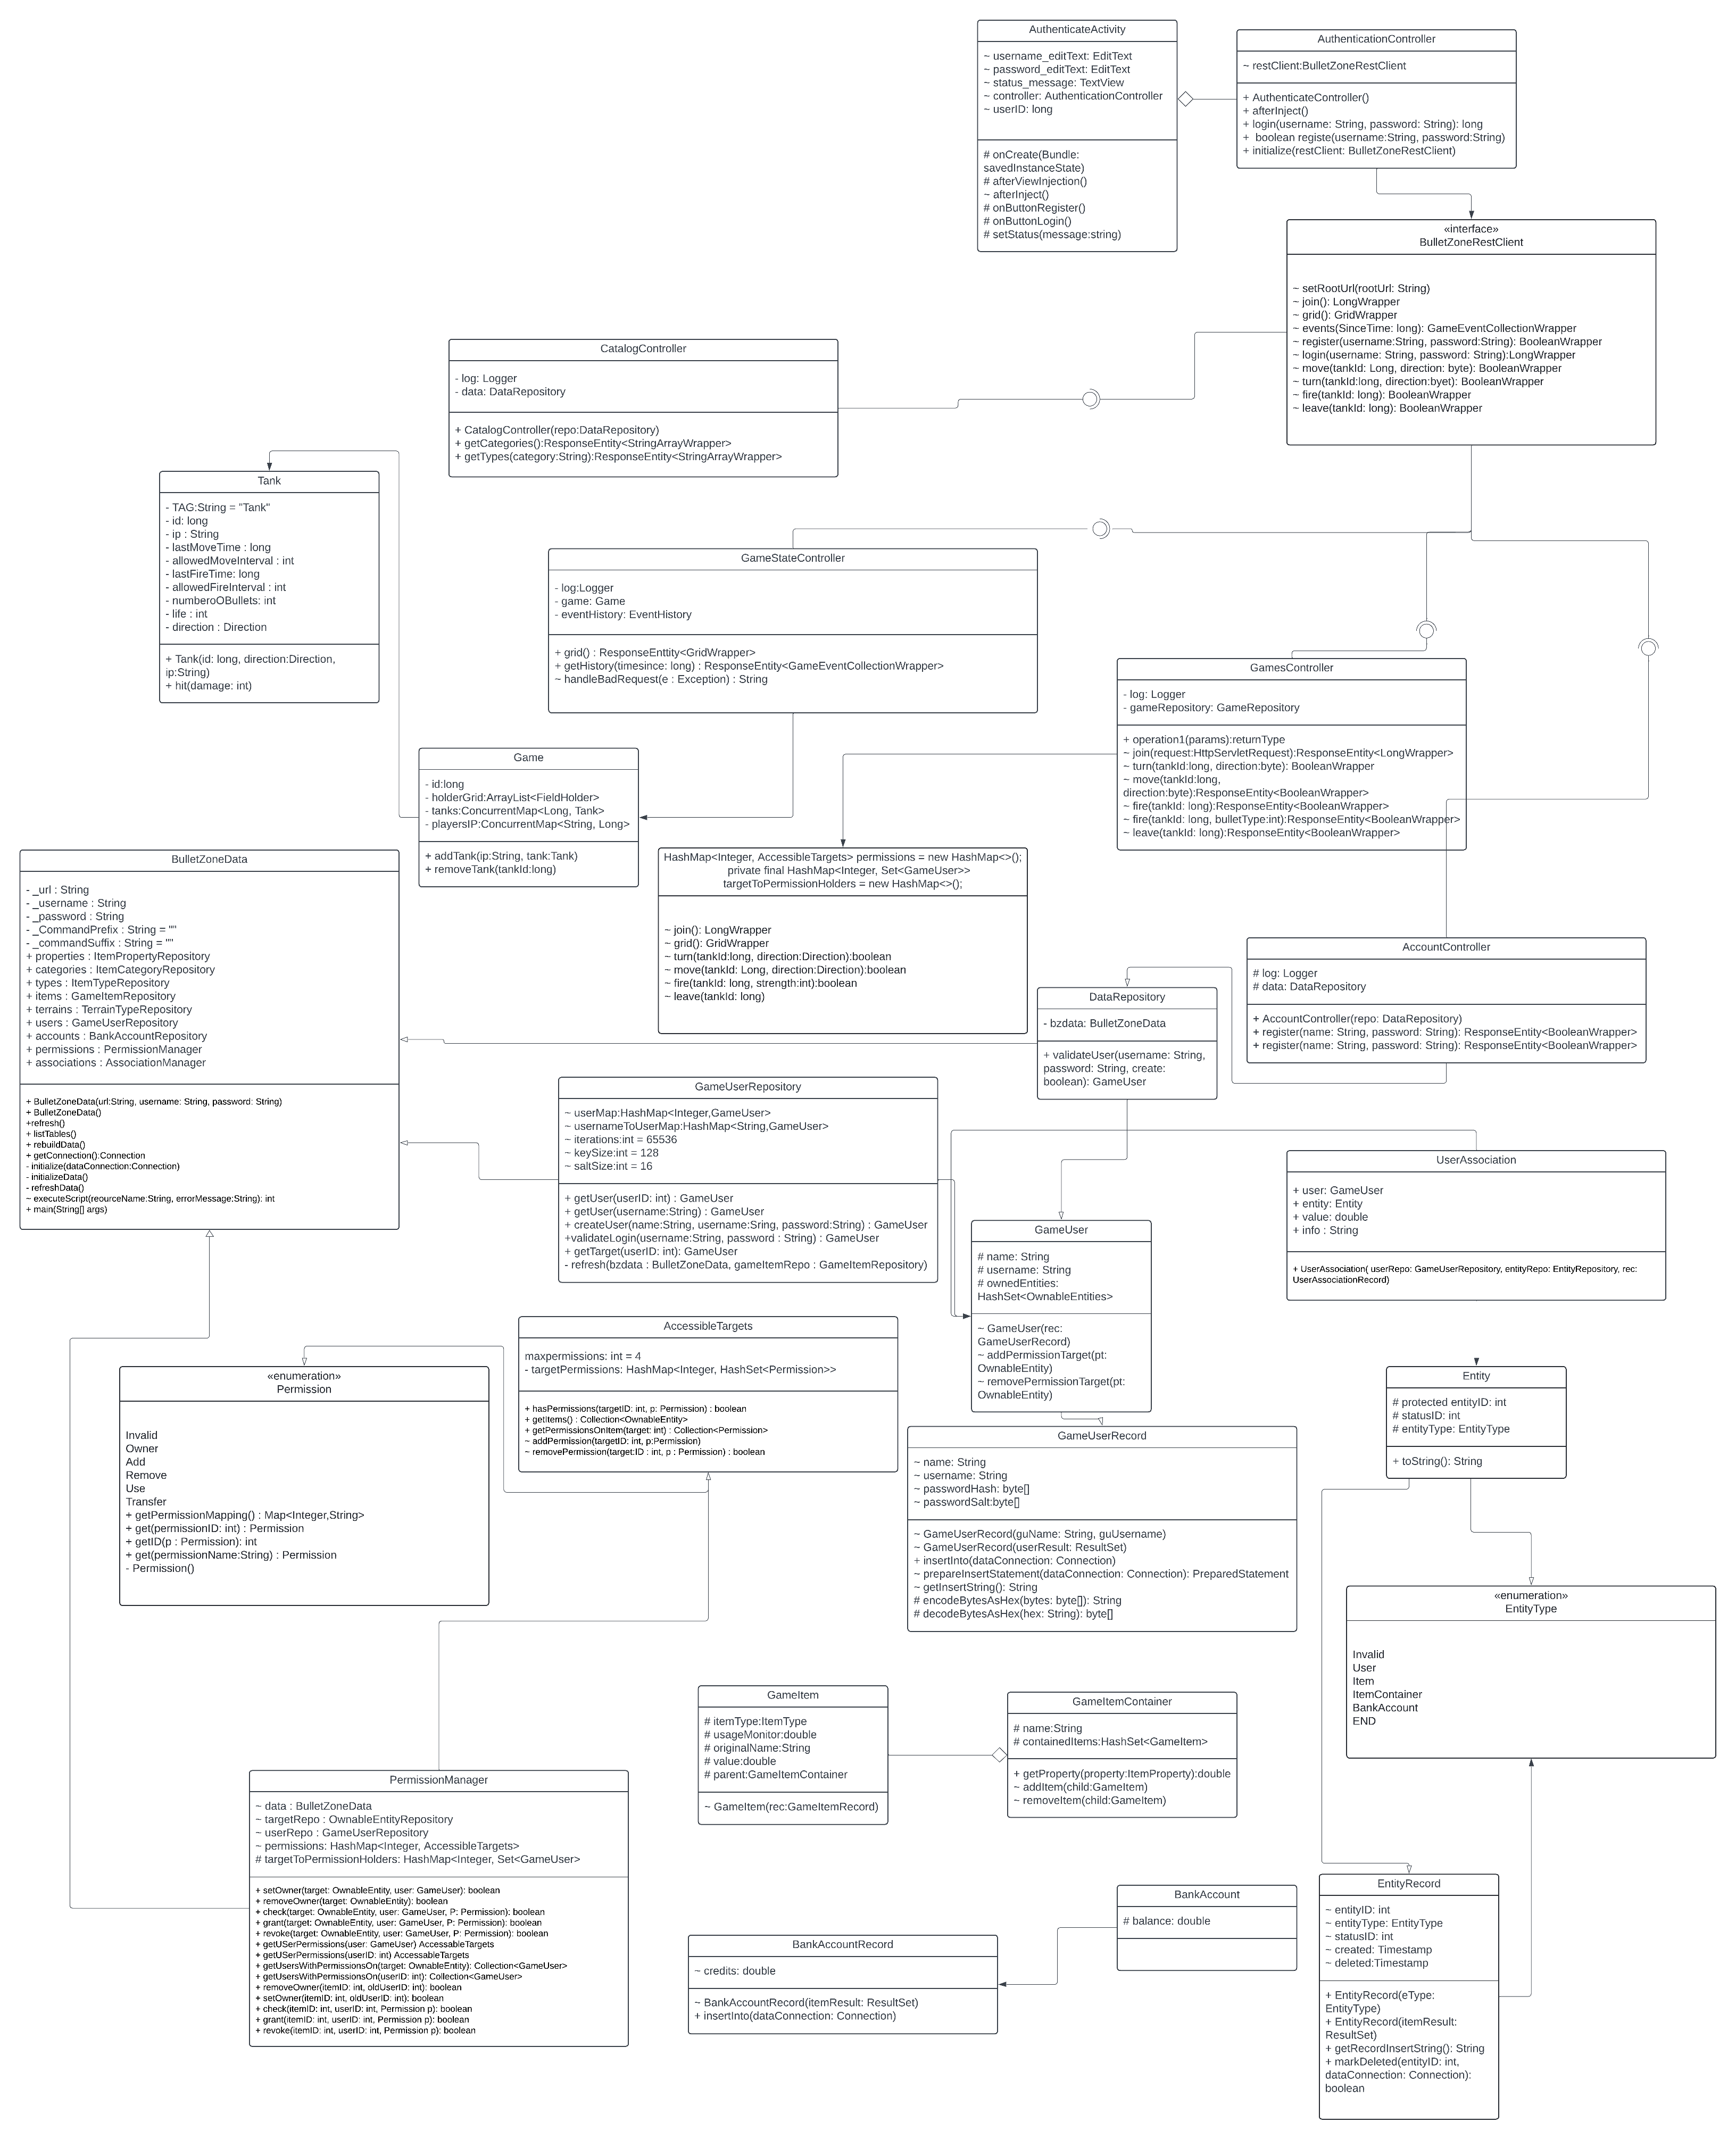 AuthenticateActivity
~ username_editText: EditText
~ password_editText: EditText
~ status_message: TextView
~ controller: AuthenticationController
~ userID: long
# onCreate(Bundle:
savedInstanceState)
# afterViewInjection()
~ afterInject()
# onButtonRegister()
# onButtonLogin()
# setStatus(message:string)
AuthenticationController
~ restClient:BulletZoneRestClient
+ AuthenticateController()
+ afterInject()
+ login(username: String, password: String): long
+  boolean registe(username:String, password:String)
+ initialize(restClient: BulletZoneRestClient)
«interface»
BulletZoneRestClient
~ setRootUrl(rootUrl: String)
~ join(): LongWrapper
~ grid(): GridWrapper
~ events(SinceTime: long): GameEventCollectionWrapper
~ register(username:String, password:String): BooleanWrapper
~ login(username: String, password: String):LongWrapper
~ move(tankId: Long, direction: byte): BooleanWrapper
~ turn(tankId:long, direction:byet): BooleanWrapper
~ fire(tankId: long): BooleanWrapper
~ leave(tankId: long): BooleanWrapper
CatalogController
- log: Logger
- data: DataRepository
+ CatalogController(repo:DataRepository)
+ getCategories():ResponseEntity<StringArrayWrapper>
+ getTypes(category:String):ResponseEntity<StringArrayWrapper>
Tank
- TAG:String = "Tank"
- id: long
- ip : String
- lastMoveTime : long
- allowedMoveInterval : int
- lastFireTime: long
- allowedFireInterval : int
- numberoOBullets: int
- life : int
- direction : Direction
+ Tank(id: long, direction:Direction,
ip:String)
+ hit(damage: int)
GameStateController
- log:Logger
- game: Game
- eventHistory: EventHistory
+ grid() : ResponseEnttity<GridWrapper>
+ getHistory(timesince: long) : ResponseEntity<GameEventCollectionWrapper>
~ handleBadRequest(e : Exception) : String
GamesController
- log: Logger
- gameRepository: GameRepository
+ operation1(params):returnType
~ join(request:HttpServletRequest):ResponseEntity<LongWrapper>
~ turn(tankId:long, direction:byte): BooleanWrapper
~ move(tankId:long,
direction:byte):ResponseEntity<BooleanWrapper>
~ fire(tankId: long):ResponseEntity<BooleanWrapper>
~ fire(tankId: long, bulletType:int):ResponseEntity<BooleanWrapper>
~ leave(tankId: long):ResponseEntity<BooleanWrapper>
Game
- id:long
- holderGrid:ArrayList<FieldHolder>
- tanks:ConcurrentMap<Long, Tank>
- playersIP:ConcurrentMap<String, Long>
+ addTank(ip:String, tank:Tank)
+ removeTank(tankId:long)
HashMap<Integer, AccessibleTargets> permissions = new HashMap<>();
private final HashMap<Integer, Set<GameUser>>
targetToPermissionHolders = new HashMap<>();
~ join(): LongWrapper
~ grid(): GridWrapper
~ turn(tankId:long, direction:Direction):boolean
~ move(tankId: Long, direction:Direction):boolean
~ fire(tankId: long, strength:int):boolean
~ leave(tankId: long)
BulletZoneData
- _url : String
- _username : String
- _password : String
- _CommandPrefix : String = ""
- _commandSuffix : String = ""
+ properties : ItemPropertyRepository
+ categories : ItemCategoryRepository
+ types : ItemTypeRepository
+ items : GameItemRepository
+ terrains : TerrainTypeRepository
+ users : GameUserRepository
+ accounts : BankAccountRepository
+ permissions : PermissionManager
+ associations : AssociationManager
+ BulletZoneData(url:String, username: String, password: String)
+ BulletZoneData()
+refresh()
+ listTables()
+ rebuildData()
+ getConnection():Connection
- initialize(dataConnection:Connection)
- initializeData()
- refreshData()
~ executeScript(reourceName:String, errorMessage:String): int
+ main(String[] args)
AccountController
# log: Logger
# data: DataRepository
+ AccountController(repo: DataRepository)
+ register(name: String, password: String): ResponseEntity<BooleanWrapper>
+ register(name: String, password: String): ResponseEntity<BooleanWrapper>
DataRepository
- bzdata: BulletZoneData
+ validateUser(username: String,
password: String, create:
boolean): GameUser
GameUserRepository
~ userMap:HashMap<Integer,GameUser>
~ usernameToUserMap:HashMap<String,GameUser>
~ iterations:int = 65536
~ keySize:int = 128
~ saltSize:int = 16
+ getUser(userID: int) : GameUser
+ getUser(username:String) : GameUser
+ createUser(name:String, username:Sring, password:String) : GameUser
+validateLogin(username:String, password : String) : GameUser
+ getTarget(userID: int): GameUser
- refresh(bzdata : BulletZoneData, gameItemRepo : GameItemRepository)
UserAssociation
+ user: GameUser
+ entity: Entity
+ value: double
+ info : String
+ UserAssociation( userRepo: GameUserRepository, entityRepo: EntityRepository, rec:
UserAssociationRecord)
GameUser
# name: String
# username: String
# ownedEntities:
HashSet<OwnableEntities>
~ GameUser(rec:
GameUserRecord)
~ addPermissionTarget(pt:
OwnableEntity)
~ removePermissionTarget(pt:
OwnableEntity)
AccessibleTargets
maxpermissions: int = 4
- targetPermissions: HashMap<Integer, HashSet<Permission>>
+ hasPermissions(targetID: int, p: Permission) : boolean
+ getItems() : Collection<OwnableEntity>
+ getPermissionsOnItem(target: int) : Collection<Permission>
~ addPermission(targetID: int, p:Permission)
~ removePermission(target:ID : int, p : Permission) : boolean
«enumeration»
Permission
Invalid
Owner
Add
Remove
Use
Transfer
+ getPermissionMapping() : Map<Integer,String>
+ get(permissionID: int) : Permission
+ getID(p : Permission): int
+ get(permissionName:String) : Permission
- Permission()
Entity
# protected entityID: int
# statusID: int
# entityType: EntityType
+ toString(): String
GameUserRecord
~ name: String
~ username: String
~ passwordHash: byte[]
~ passwordSalt:byte[]
~ GameUserRecord(guName: String, guUsername)
~ GameUserRecord(userResult: ResultSet)
+ insertInto(dataConnection: Connection)
~ prepareInsertStatement(dataConnection: Connection): PreparedStatement
~ getInsertString(): String
# encodeBytesAsHex(bytes: byte[]): String
# decodeBytesAsHex(hex: String): byte[]
«enumeration»
EntityType
Invalid
User
Item
ItemContainer
BankAccount
END
GameItem
# itemType:ItemType
# usageMonitor:double
# originalName:String
# value:double
# parent:GameItemContainer
~ GameItem(rec:GameItemRecord)
GameItemContainer
# name:String
# containedItems:HashSet<GameItem>
+ getProperty(property:ItemProperty):double
~ addItem(child:GameItem)
~ removeItem(child:GameItem)
PermissionManager
~ data : BulletZoneData
~ targetRepo : OwnableEntityRepository
~ userRepo : GameUserRepository
~ permissions: HashMap<Integer, AccessibleTargets>
# targetToPermissionHolders: HashMap<Integer, Set<GameUser>
+ setOwner(target: OwnableEntity, user: GameUser): boolean
+ removeOwner(target: OwnableEntity): boolean
+ check(target: OwnableEntity, user: GameUser, P: Permission): boolean
+ grant(target: OwnableEntity, user: GameUser, P: Permission): boolean
+ revoke(target: OwnableEntity, user: GameUser, P: Permission): boolean
+ getUSerPermissions(user: GameUser) AccessableTargets
+ getUSerPermissions(userID: int) AccessableTargets
+ getUsersWithPermissionsOn(target: OwnableEntity): Collection<GameUser>
+ getUsersWithPermissionsOn(userID: int): Collection<GameUser>
+ removeOwner(itemID: int, oldUserID: int): boolean
+ setOwner(itemID: int, oldUserID: int): boolean
+ check(itemID: int, userID: int, Permission p): boolean
+ grant(itemID: int, userID: int, Permission p): boolean
+ revoke(itemID: int, userID: int, Permission p): boolean
BankAccount
# balance: double
BankAccountRecord
~ credits: double
~ BankAccountRecord(itemResult: ResultSet)
+ insertInto(dataConnection: Connection)
EntityRecord
~ entityID: int
~ entityType: EntityType
~ statusID: int
~ created: Timestamp
~ deleted:Timestamp
+ EntityRecord(eType:
EntityType)
+ EntityRecord(itemResult:
ResultSet)
+ getRecordInsertString(): String
+ markDeleted(entityID: int,
dataConnection: Connection):
boolean